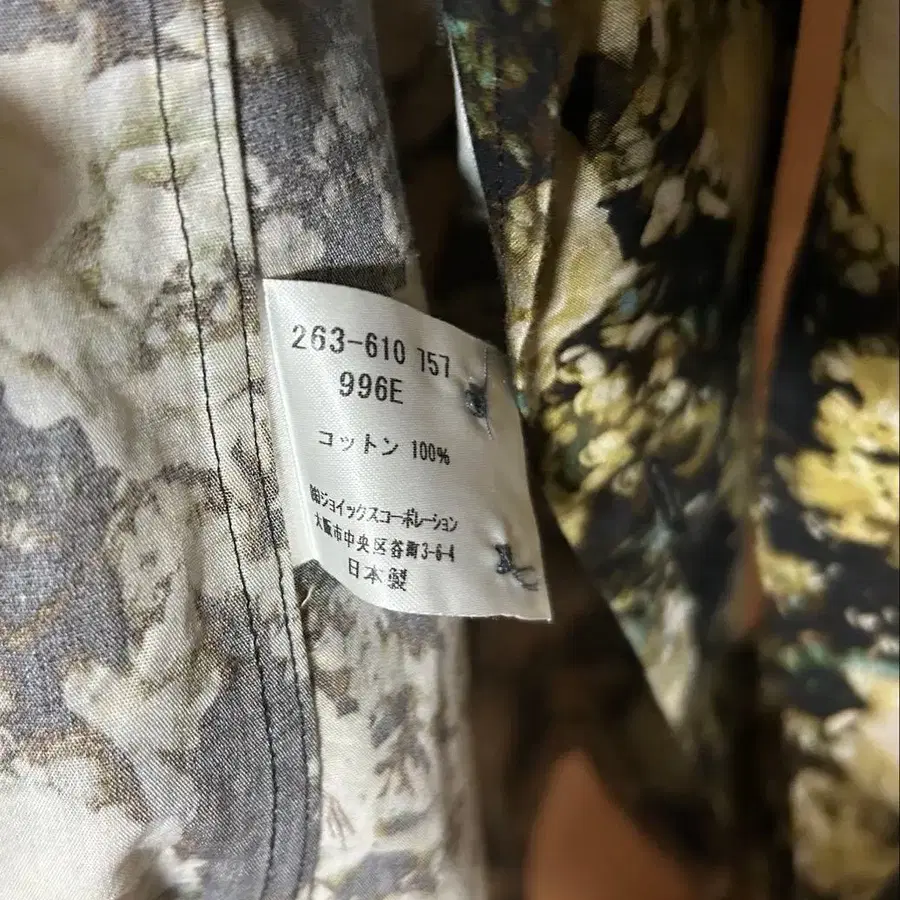 263-610 757
996E
コットン 100%
㈱ジョイックスコーポレーション
大阪市中央区谷町3-6-4
日本製